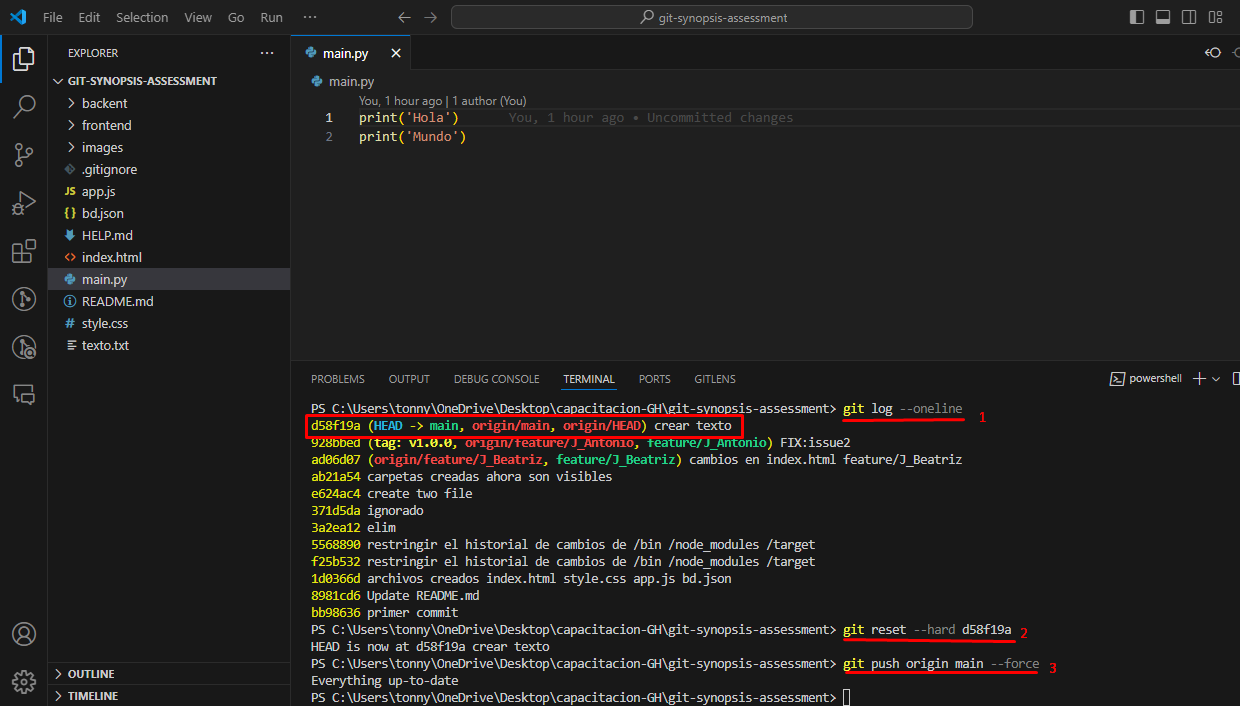 File Edit Selection View Go Run ··· git-synopsis-assessment
EXPLORER ···
GIT-SYNOPSIS-ASSESSMENT
backent
frontend
images
.gitignore
JS app.js
{} bd.json
HELP.md
<> index.html
main.py
README.md
# style.css
texto.txt
OUTLINE
TIMELINE
main.py
main.py
You, 1 hour ago | 1 author (You)
1 print('Hola') You, 1 hour ago • Uncommitted changes
2 print('Mundo')
PROBLEMS OUTPUT DEBUG CONSOLE TERMINAL PORTS GITLENS powershell
PS C:\Users\tonny\OneDrive\Desktop\capacitacion-GH\git-synopsis-assessment> git log --oneline 1
d58f19a (HEAD -> main, origin/main, origin/HEAD) crear texto
928bbed (tag: v1.0.0, origin/feature/J_Antonio, feature/J_Antonio) FIX:issue2
ad06d07 (origin/feature/J_Beatriz, feature/J_Beatriz) cambios en index.html feature/J_Beatriz
ab21a54 carpetas creadas ahora son visibles
e624ac4 create two file
371d5da ignorado
3a2ea12 elim
5568890 restringir el historial de cambios de /bin /node_modules /target
f25b532 restringir el historial de cambios de /bin /node_modules /target
1d0366d archivos creados index.html style.css app.js bd.json
8981cd6 Update README.md
bb98636 primer commit
PS C:\Users\tonny\OneDrive\Desktop\capacitacion-GH\git-synopsis-assessment> git reset --hard d58f19a 2
HEAD is now at d58f19a crear texto
PS C:\Users\tonny\OneDrive\Desktop\capacitacion-GH\git-synopsis-assessment> git push origin main --force 3
Everything up-to-date
PS C:\Users\tonny\OneDrive\Desktop\capacitacion-GH\git-synopsis-assessment>